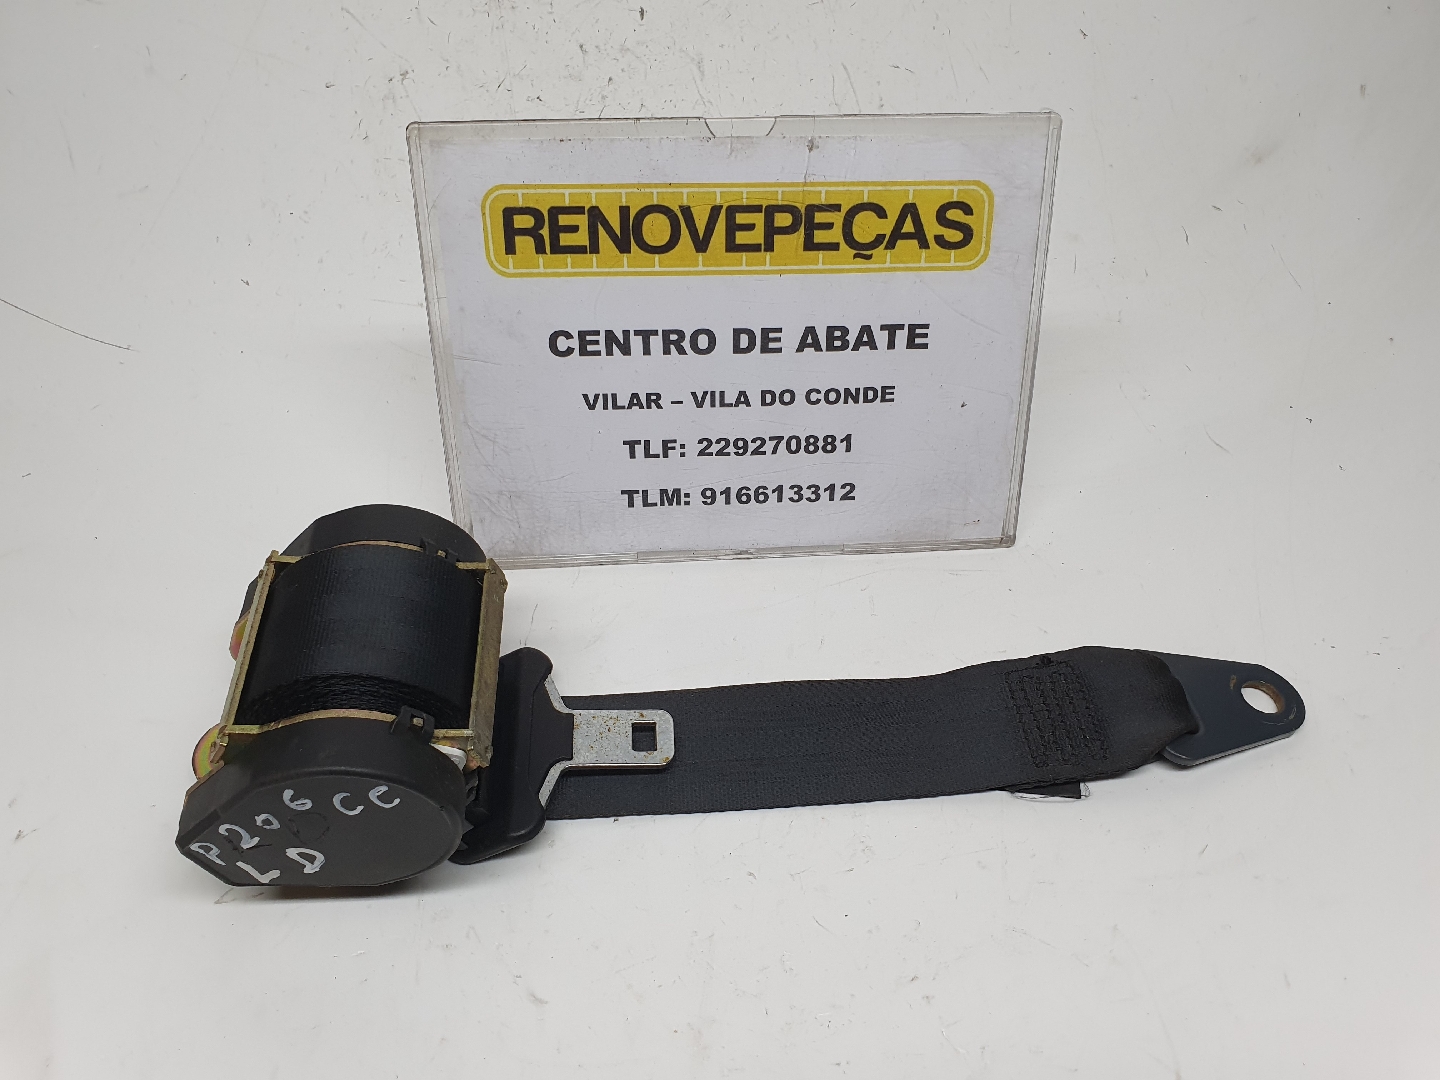 RENOVEPEÇAS
CENTRO DE ABATE
VILAR – VILA DO CONDE
TLF: 229270881
TLM: 916613312
P206 CC
LD